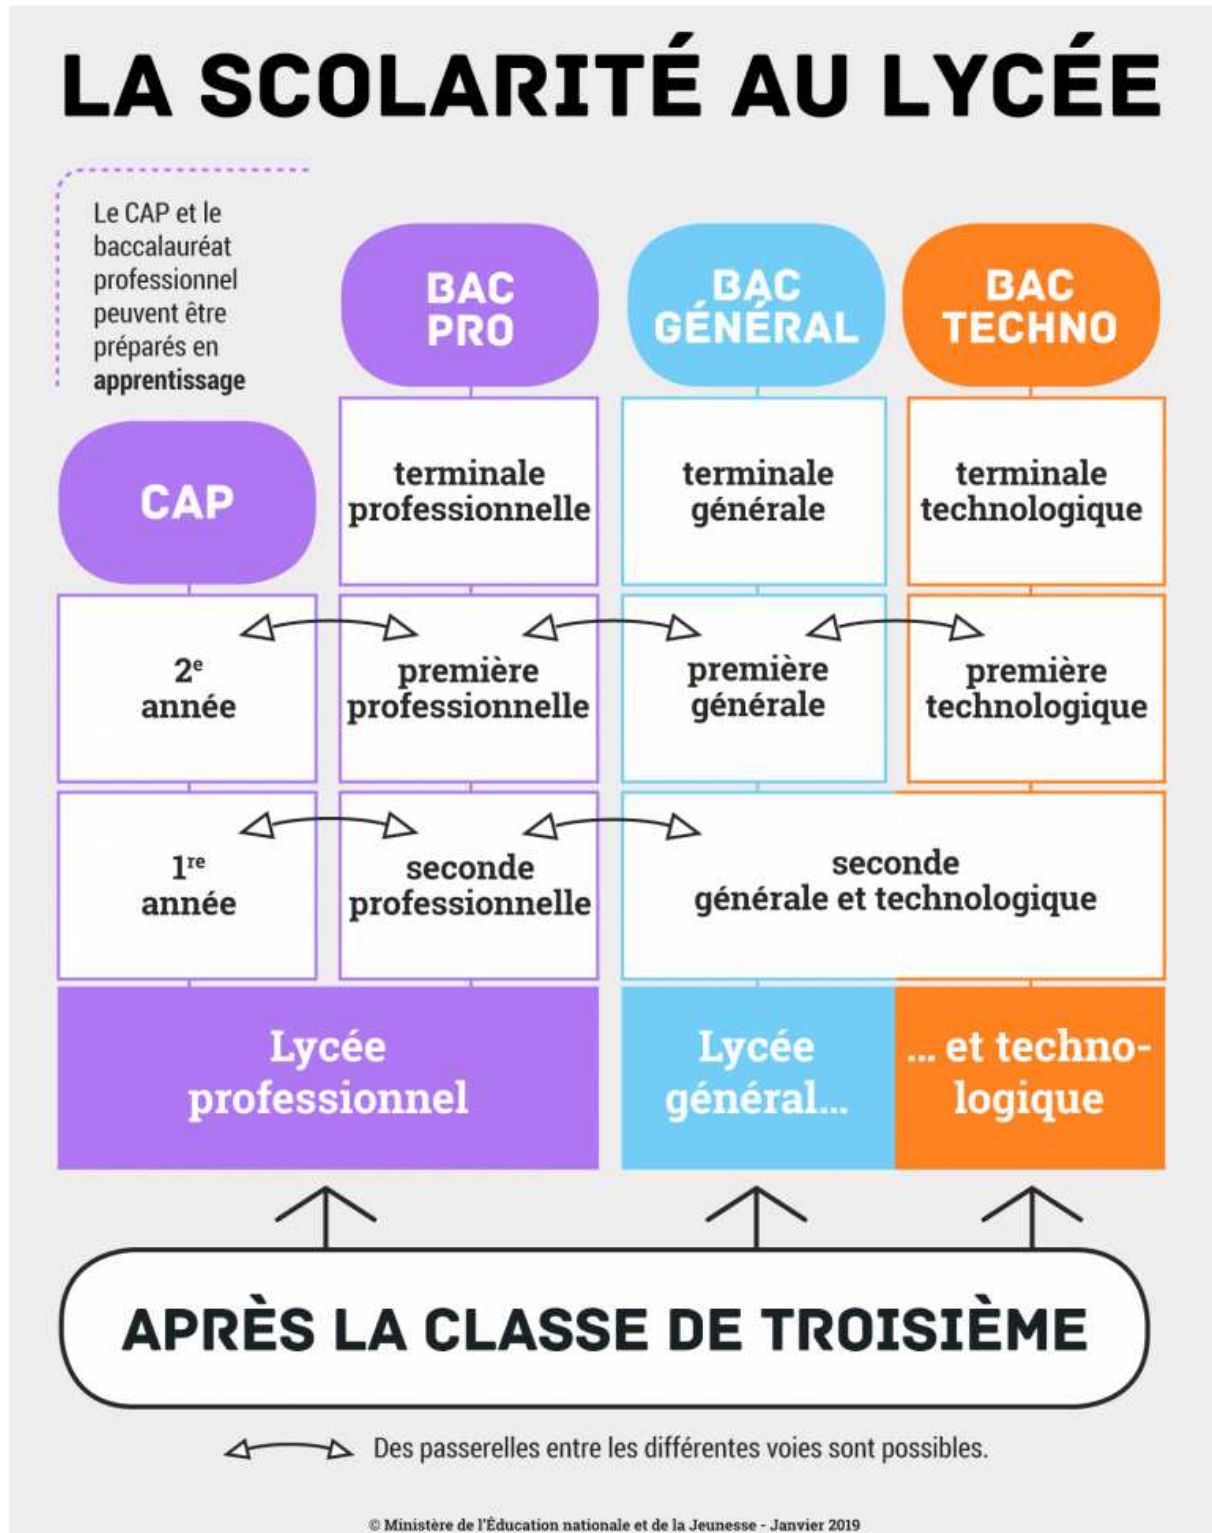 LA SCOLARITÉ AU LYCÉE
Le CAP et le
baccalauréat
professionnel
peuvent être
préparés en
apprentissage
BAC
PRO
BAC
GÉNÉRAL
BAC
TECHNO
CAP
terminale
professionnelle
terminale
générale
terminale
technologique
2e
année
première
professionnelle
première
générale
première
technologique
1re
année
seconde
professionnelle
seconde
générale et technologique
Lycée
professionnel
Lycée
général...
... et techno-
logique
APRÈS LA CLASSE DE TROISIÈME
Des passerelles entre les différentes voies sont possibles.
© Ministère de l'Éducation nationale et de la Jeunesse - Janvier 2019